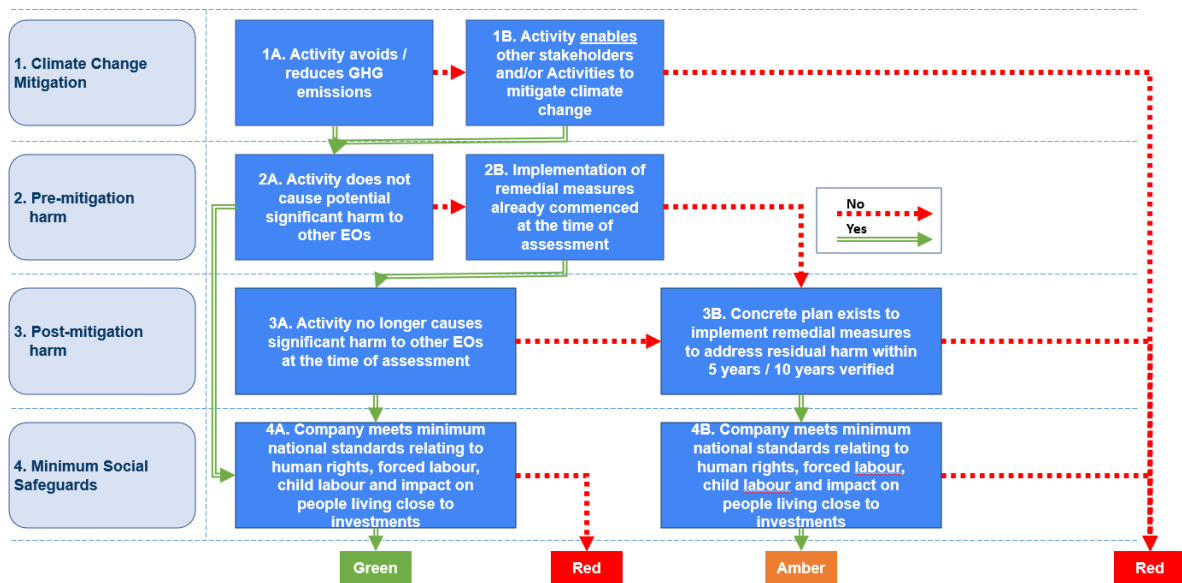 1. Climate Change
Mitigation
1A. Activity avoids /
reduces GHG
emissions
1B. Activity enables
other stakeholders
and/or Activities to
mitigate climate
change
2. Pre-mitigation
harm
2A. Activity does not
cause potential
significant harm to
other EOs
2B. Implementation of
remedial measures
already commenced
at the time of
assessment
No
Yes
3. Post-mitigation
harm
3A. Activity no longer causes
significant harm to other EOs
at the time of assessment
3B. Concrete plan exists to
implement remedial measures
to address residual harm within
5 years / 10 years verified
4. Minimum Social
Safeguards
4A. Company meets minimum
national standards relating to
human rights, forced labour,
child labour and impact on
people living close to
investments
4B. Company meets minimum
national standards relating to
human rights, forced labour,
child labour and impact on
people living close to
investments
Green
Red
Amber
Red